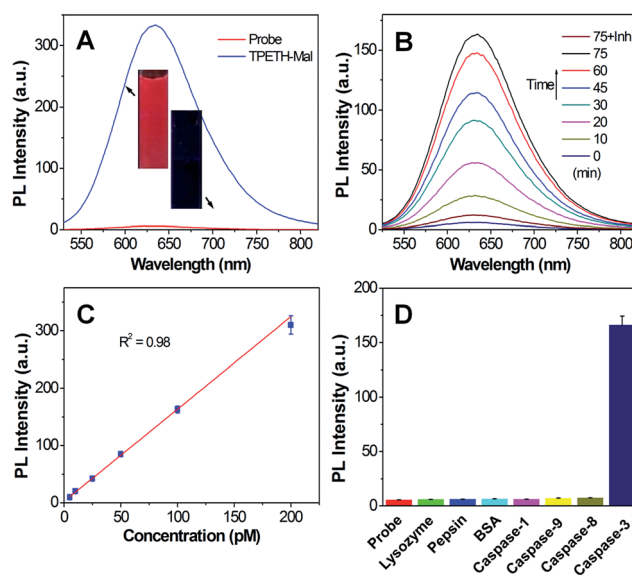 A
Probe
TPETH-Mal
PL Intensity (a.u.)
300
200
100
0
550 600 650 700 750 800
Wavelength (nm)
B
75+Inh
75
60
45
30
20
10
0
(min)
Time
PL Intensity (a.u.)
150
100
50
0
550 600 650 700 750 800
Wavelength (nm)
C
R² = 0.98
PL Intensity (a.u.)
300
200
100
0
0 50 100 150 200
Concentration (pM)
D
PL Intensity (a.u.)
200
150
100
50
0
Probe
Lysozyme
Pepsin
BSA
Caspase-1
Caspase-9
Caspase-8
Caspase-3